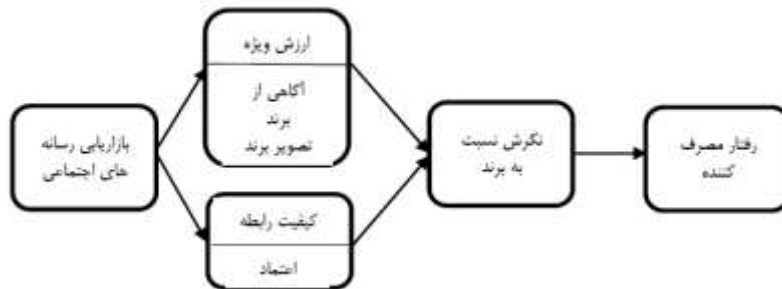 بازاریابی رسانه
های اجتماعی
ارزش ویژه
آگاهی از
برند
تصویر برند
کیفیت رابطه
اعتماد
نگرش نسبت
به برند
رفتار مصرف
کننده